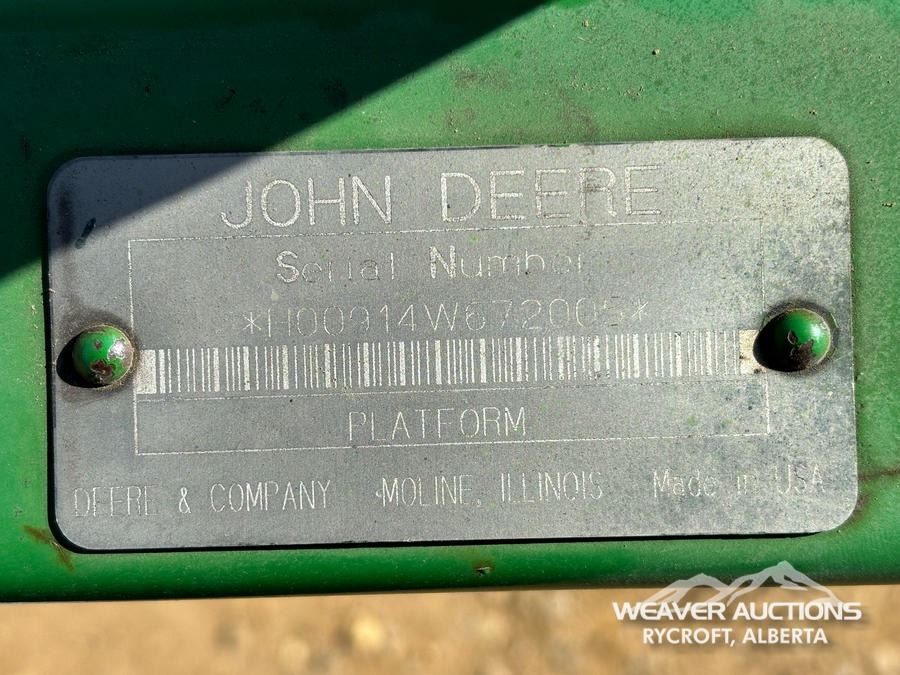 JOHN DEERE
Serial Number
*H00914W672005*
PLATFORM
DEERE & COMPANY MOLINE, ILLINOIS Made in USA
WEAVER AUCTIONS
RYCROFT, ALBERTA